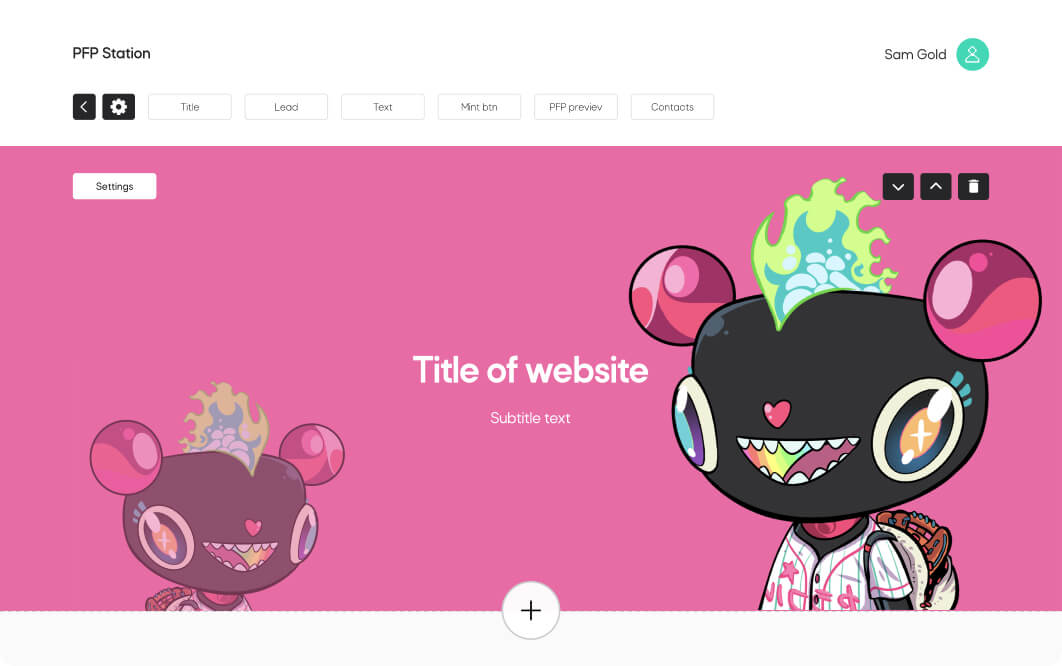 PFP Station
Sam Gold
Title
Lead
Text
Mint btn
PFP previev
Contacts
Settings
Title of website
Subtitle text